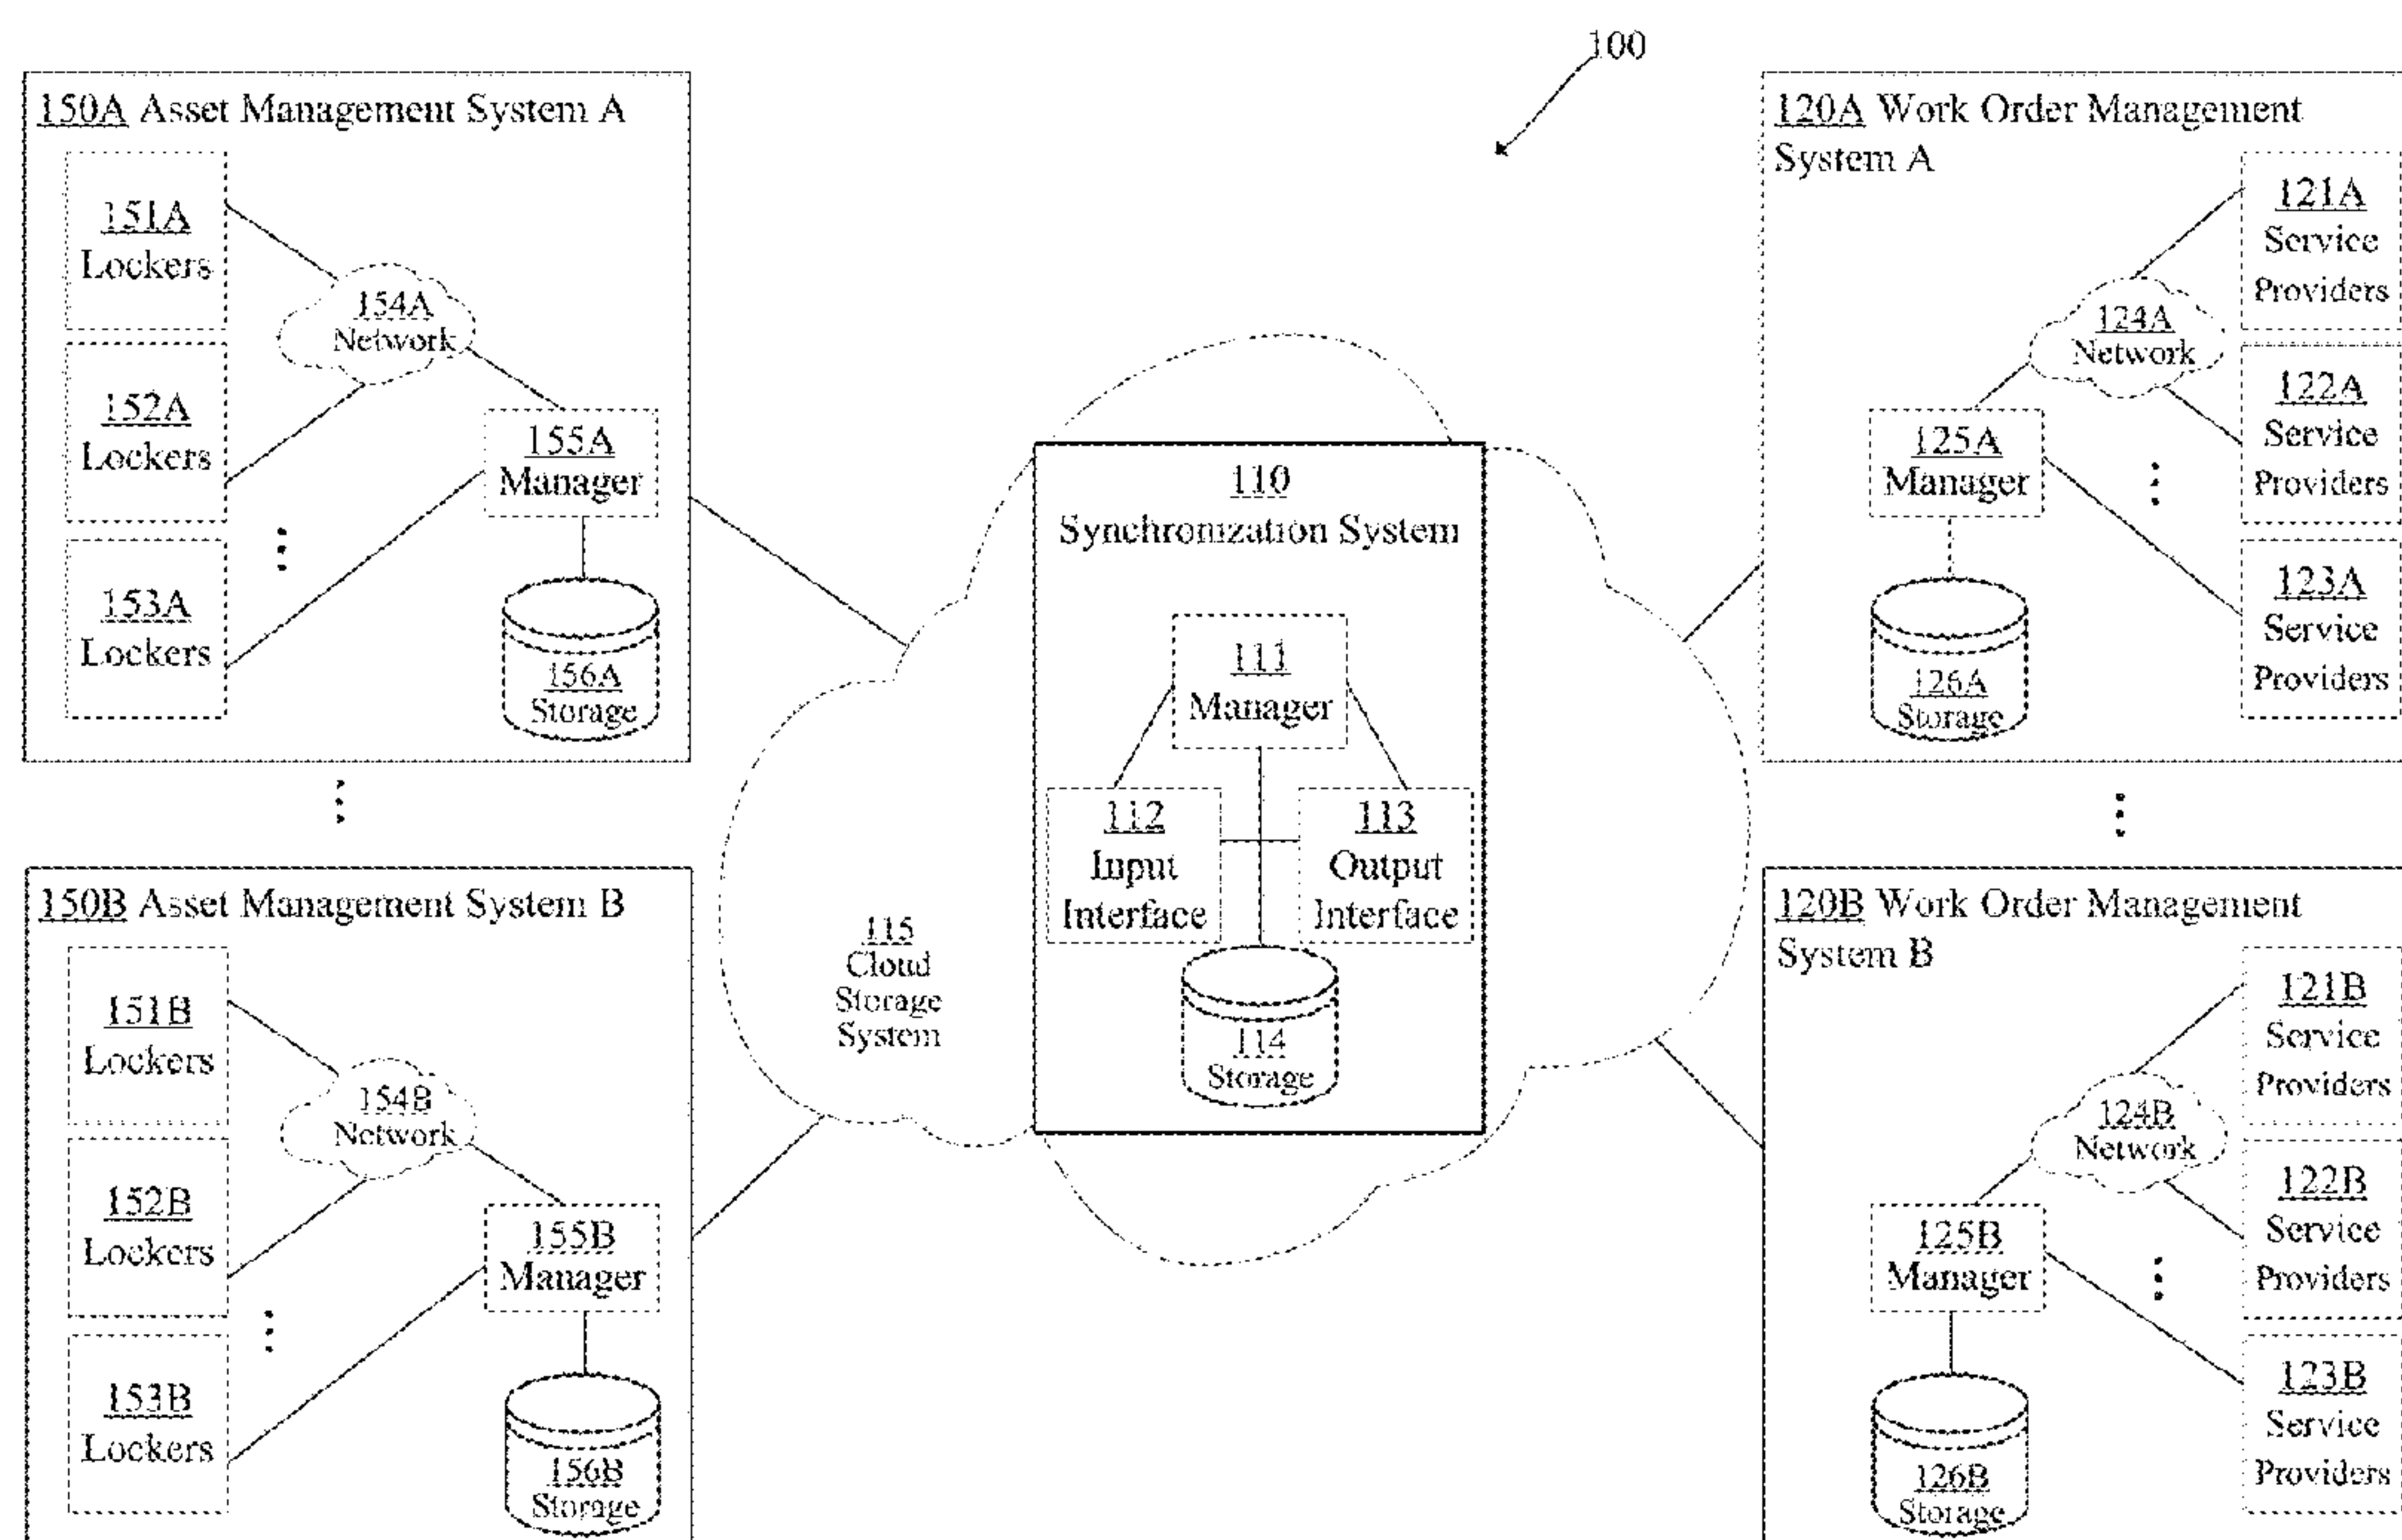 100
150A Asset Management System A
151A
Lockers
154A
Network
152A
Lockers
155A
Manager
153A
Lockers
156A
Storage
120A Work Order Management
System A
121A
Service
Providers
124A
Network
122A
Service
Providers
125A
Manager
123A
Service
Providers
126A
Storage
110
Synchronization System
111
Manager
112
Input
Interface
113
Output
Interface
114
Storage
115
Cloud
Storage
System
150B Asset Management System B
151B
Lockers
154B
Network
152B
Lockers
155B
Manager
153B
Lockers
156B
Storage
120B Work Order Management
System B
121B
Service
Providers
124B
Network
122B
Service
Providers
125B
Manager
123B
Service
Providers
126B
Storage